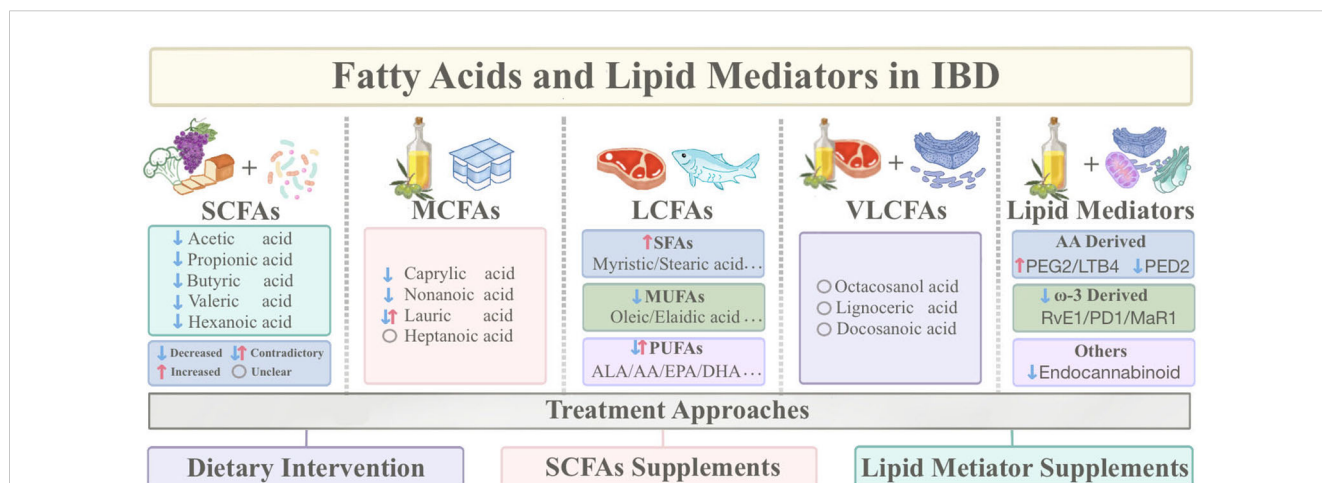 Fatty Acids and Lipid Mediators in IBD
SCFAs
Acetic acid
Propionic acid
Butyric acid
Valeric acid
Hexanoic acid
Decreased
Contradictory
Increased
Unclear
MCFAs
Caprylic acid
Nonanoic acid
Lauric acid
Heptanoic acid
LCFAs
SFAs
Myristic/Stearic acid...
MUFAs
Oleic/Elaidic acid ...
PUFAs
ALA/AA/EPA/DHA...
VLCFAs
Octacosanol acid
Lignoceric acid
Docosanoic acid
Lipid Mediators
AA Derived
PEG2/LTB4 PED2
ω-3 Derived
RvE1/PD1/MaR1
Others
Endocannabinoid
Treatment Approaches
Dietary Intervention
SCFAs Supplements
Lipid Metiator Supplements